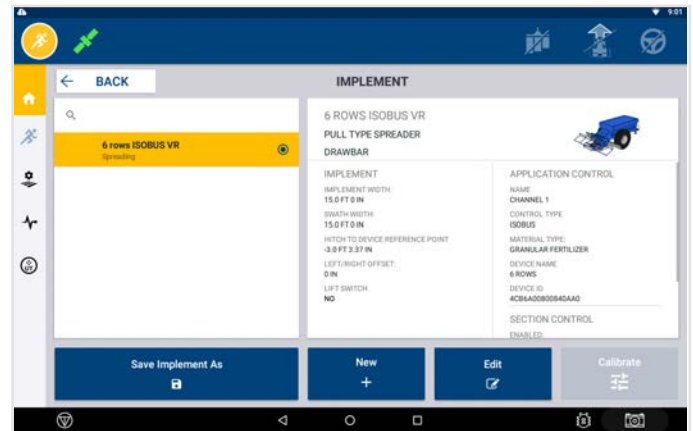 9:01
BACK
IMPLEMENT
6 rows ISOBUS VR
Spreading
6 ROWS ISOBUS VR
PULL TYPE SPREADER
DRAWBAR
IMPLEMENT
IMPLEMENT WIDTH:
15.0 FT 0 IN
SWATH WIDTH:
15.0 FT 0 IN
HITCH TO DEVICE REFERENCE POINT
-3.0 FT 3.37 IN
LEFT/RIGHT OFFSET:
0 IN
LIFT SWITCH:
NO
APPLICATION CONTROL
NAME
CHANNEL 1
CONTROL TYPE
ISOBUS
MATERIAL TYPE:
GRANULAR FERTILIZER
DEVICE NAME
6 ROWS
DEVICE ID
4CB6A00800840AA0
SECTION CONTROL
ENABLED:
Save Implement As
New
Edit
Calibrate
UT